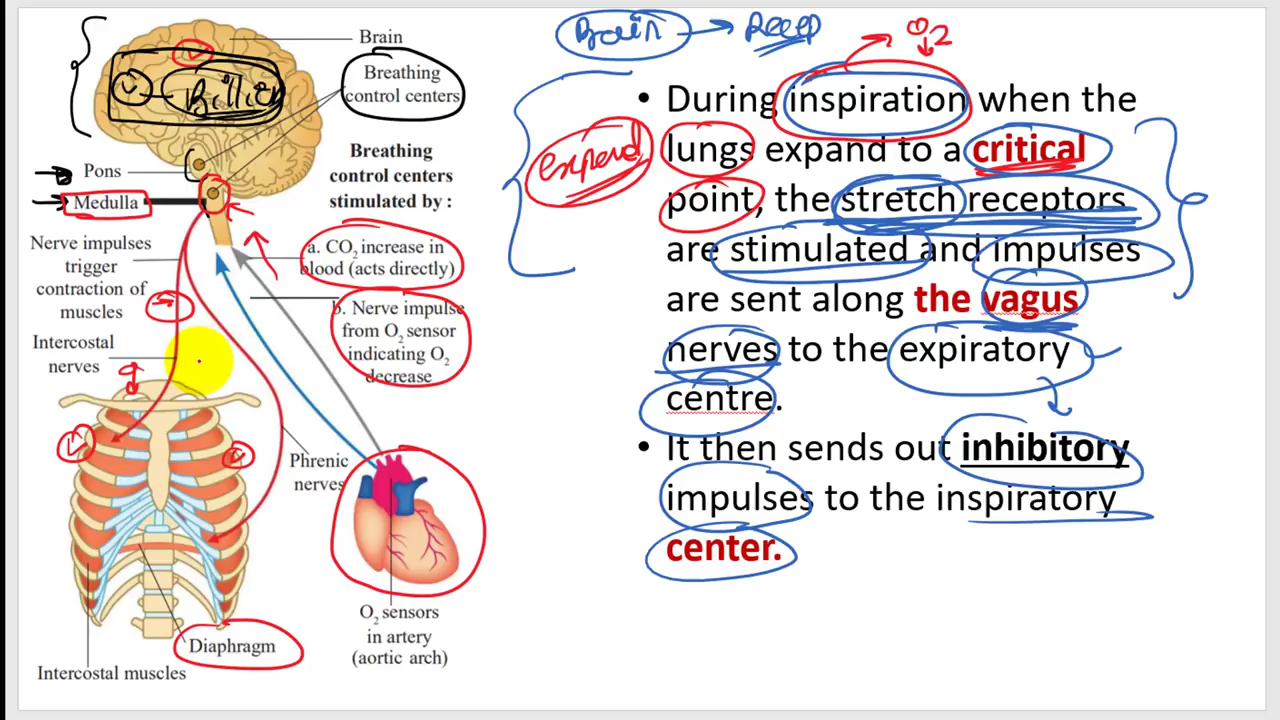 Brain → Recep
O2
Brain
Breathing
control centers
Billion
Pons
Medulla
Breathing
control centers
stimulated by :
a. CO2 increase in
blood (acts directly)
b. Nerve impulse
from O2 sensor
indicating O2
decrease
Nerve impulses
trigger
contraction of
muscles
Intercostal
nerves
Phrenic
nerves
O2 sensors
in artery
(aortic arch)
Diaphragm
Intercostal muscles
expend
• During inspiration when the
lungs expand to a critical
point, the stretch receptors
are stimulated and impulses
are sent along the vagus
nerves to the expiratory
centre.
• It then sends out inhibitory
impulses to the inspiratory
center.